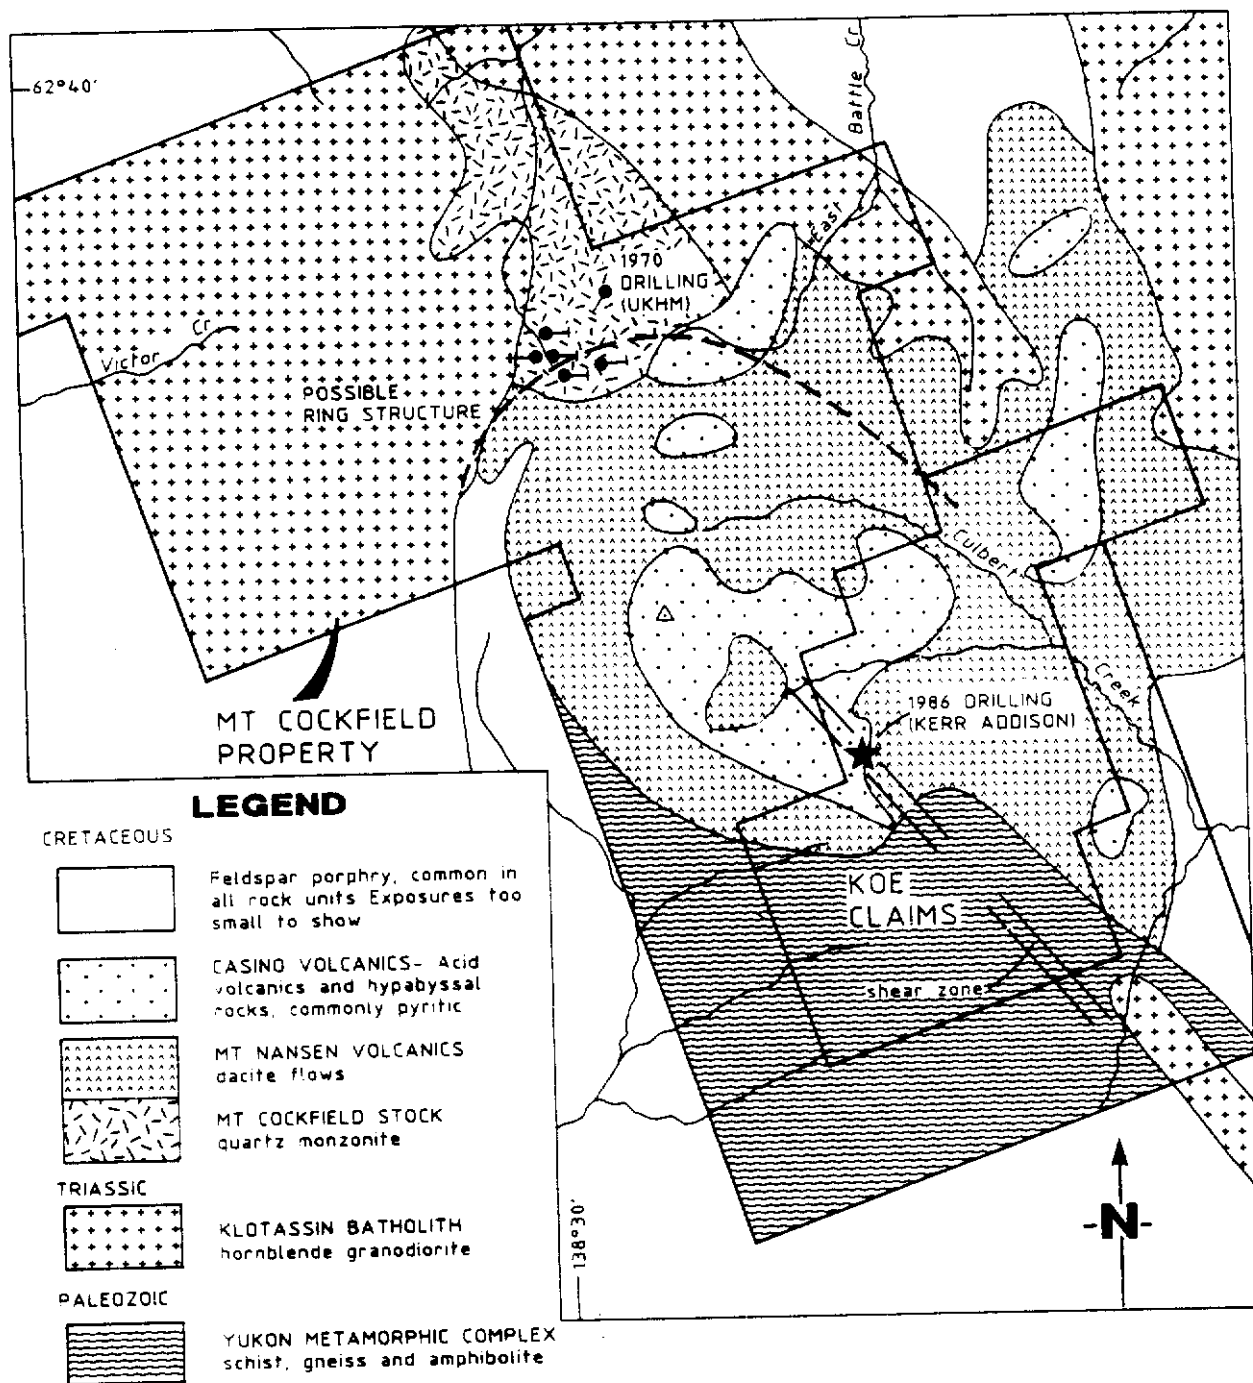 62°40'
Battle Cr
East
1970
DRILLING
(UKHM)
Victor Cr
POSSIBLE
RING STRUCTURE
Culbert Creek
MT COCKFIELD
PROPERTY
1986 DRILLING
(KERR ADDISON)
KOE
CLAIMS
shear zone
138°30'
-N-
LEGEND
CRETACEOUS
Feldspar porphry, common in
all rock units Exposures too
small to show
CASINO VOLCANICS- Acid
volcanics and hypabyssal
rocks, commonly pyritic
MT NANSEN VOLCANICS
dacite flows
MT COCKFIELD STOCK
quartz monzonite
TRIASSIC
KLOTASSIN BATHOLITH
hornblende granodiorite
PALEOZOIC
YUKON METAMORPHIC COMPLEX
schist, gneiss and amphibolite